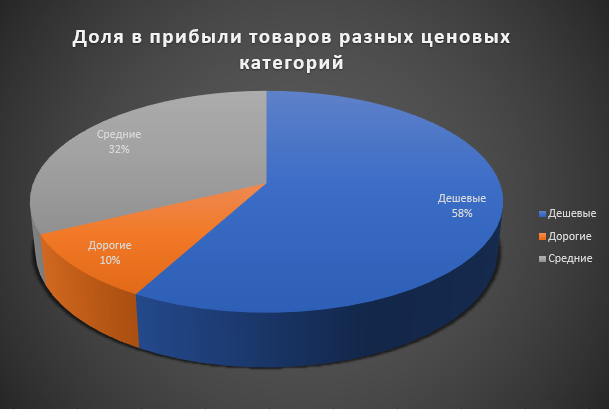 Доля в прибыли товаров разных ценовых
категорий
Средние
32%
Дешевые
58%
Дорогие
10%
Дешевые
Дорогие
Средние